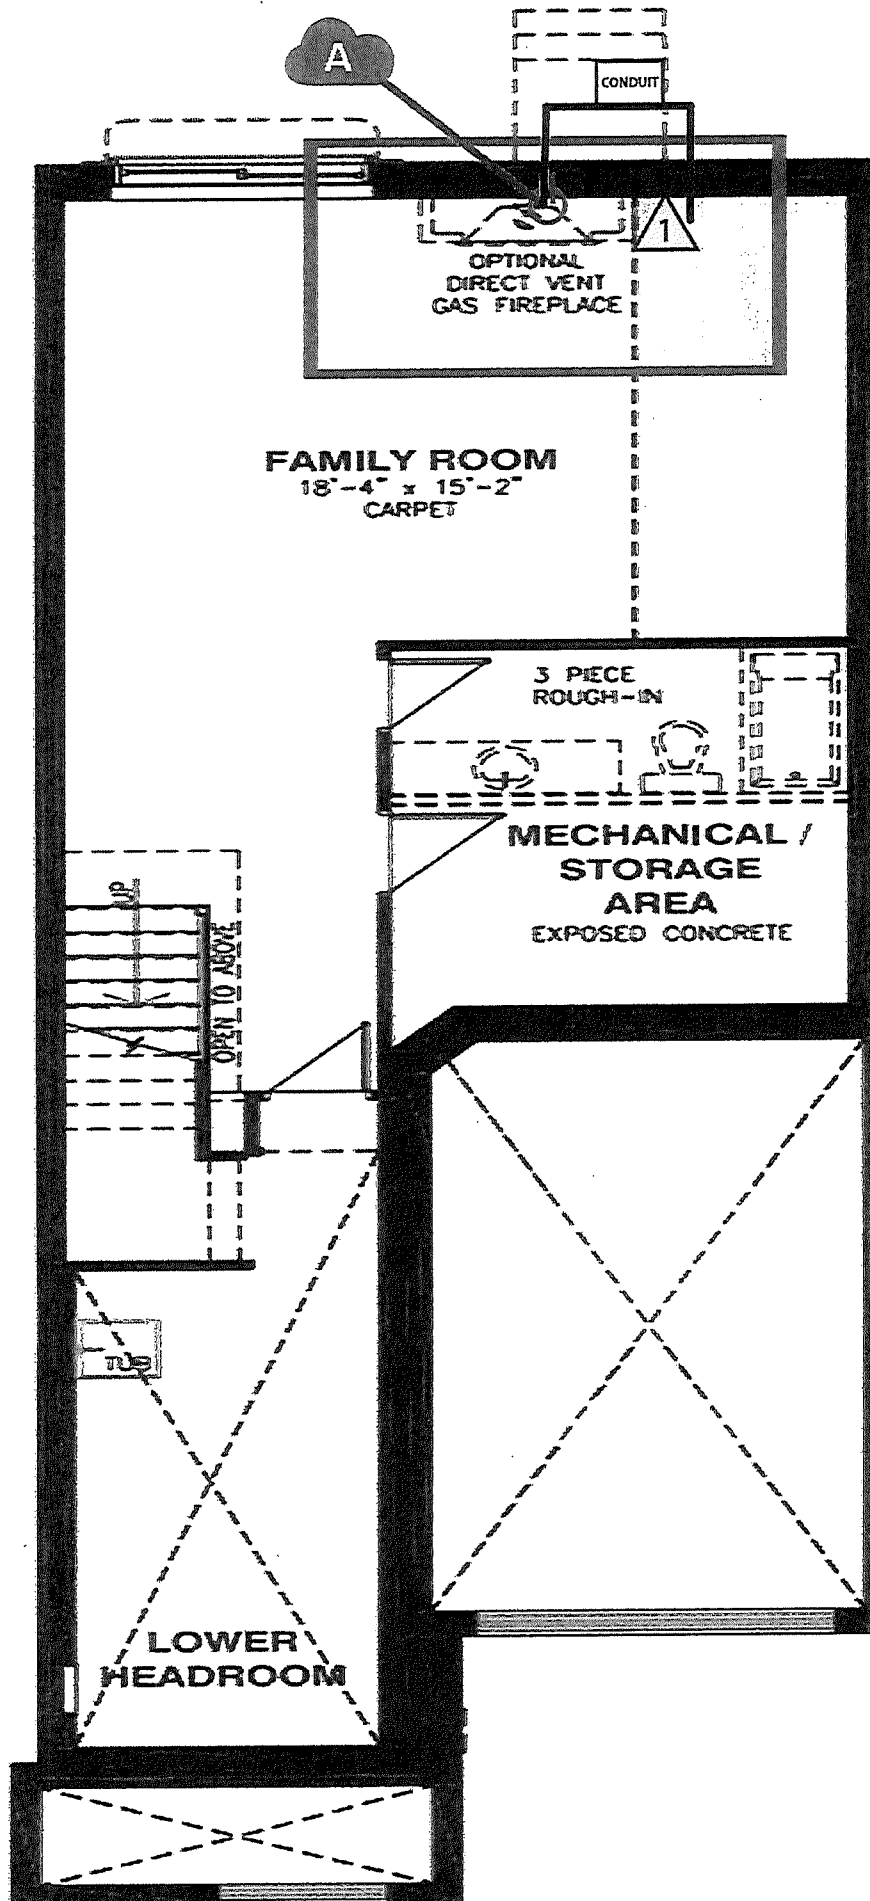 A
CONDUIT
1
OPTIONAL
DIRECT VENT
GAS FIREPLACE
FAMILY ROOM
18'-4" x 15'-2"
CARPET
3 PIECE
ROUGH-IN
MECHANICAL /
STORAGE
AREA
EXPOSED CONCRETE
UP
OPEN TO ABOVE
TUB
LOWER
HEADROOM